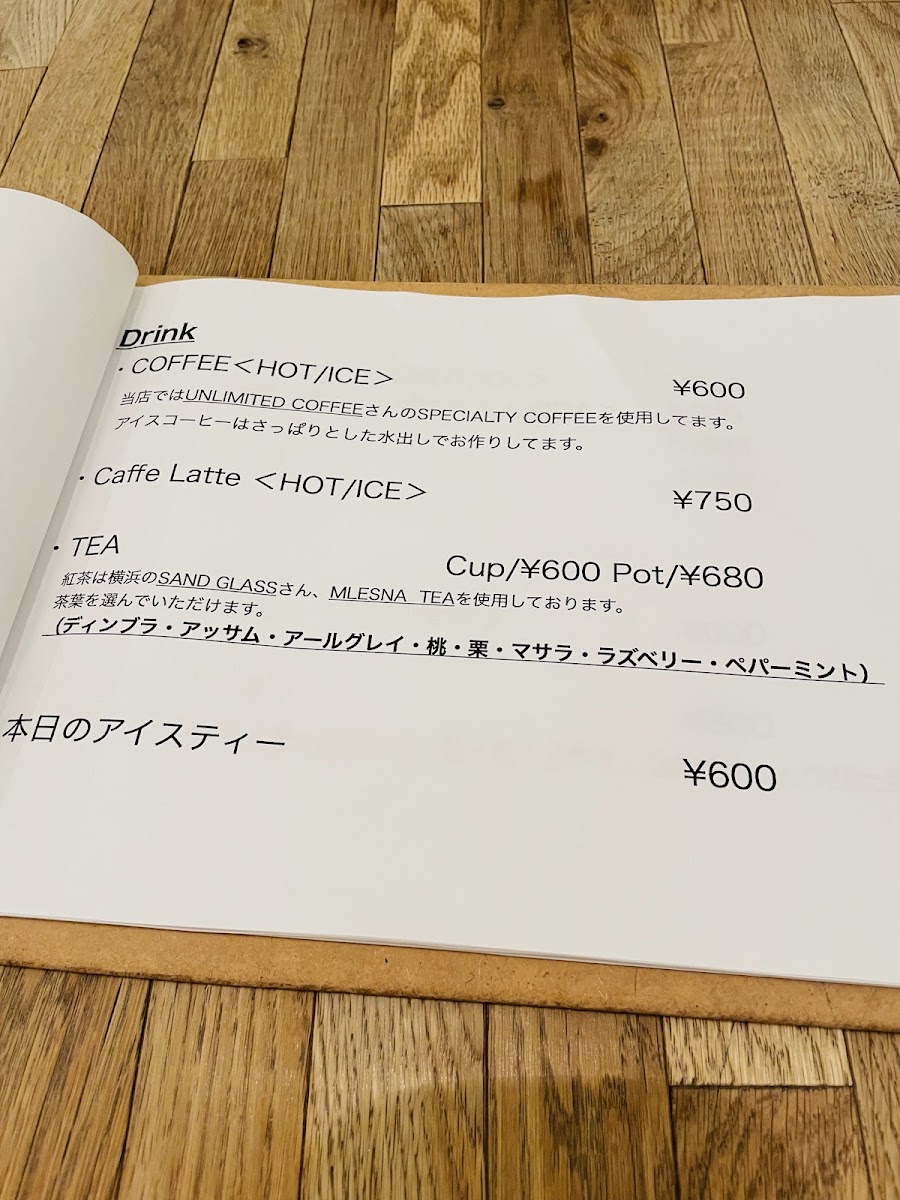 Drink
・COFFEE＜HOT/ICE＞ ¥600
当店ではUNLIMITED COFFEEさんのSPECIALTY COFFEEを使用してます。
アイスコーヒーはさっぱりとした水出しでお作りしてます。
・Caffe Latte ＜HOT/ICE＞ ¥750
・TEA Cup/¥600 Pot/¥680
紅茶は横浜のSAND GLASSさん、MLESNA TEAを使用しております。
茶葉を選んでいただけます。
(ディンブラ・アッサム・アールグレイ・桃・栗・マサラ・ラズベリー・ペパーミント）
本日のアイスティー ¥600